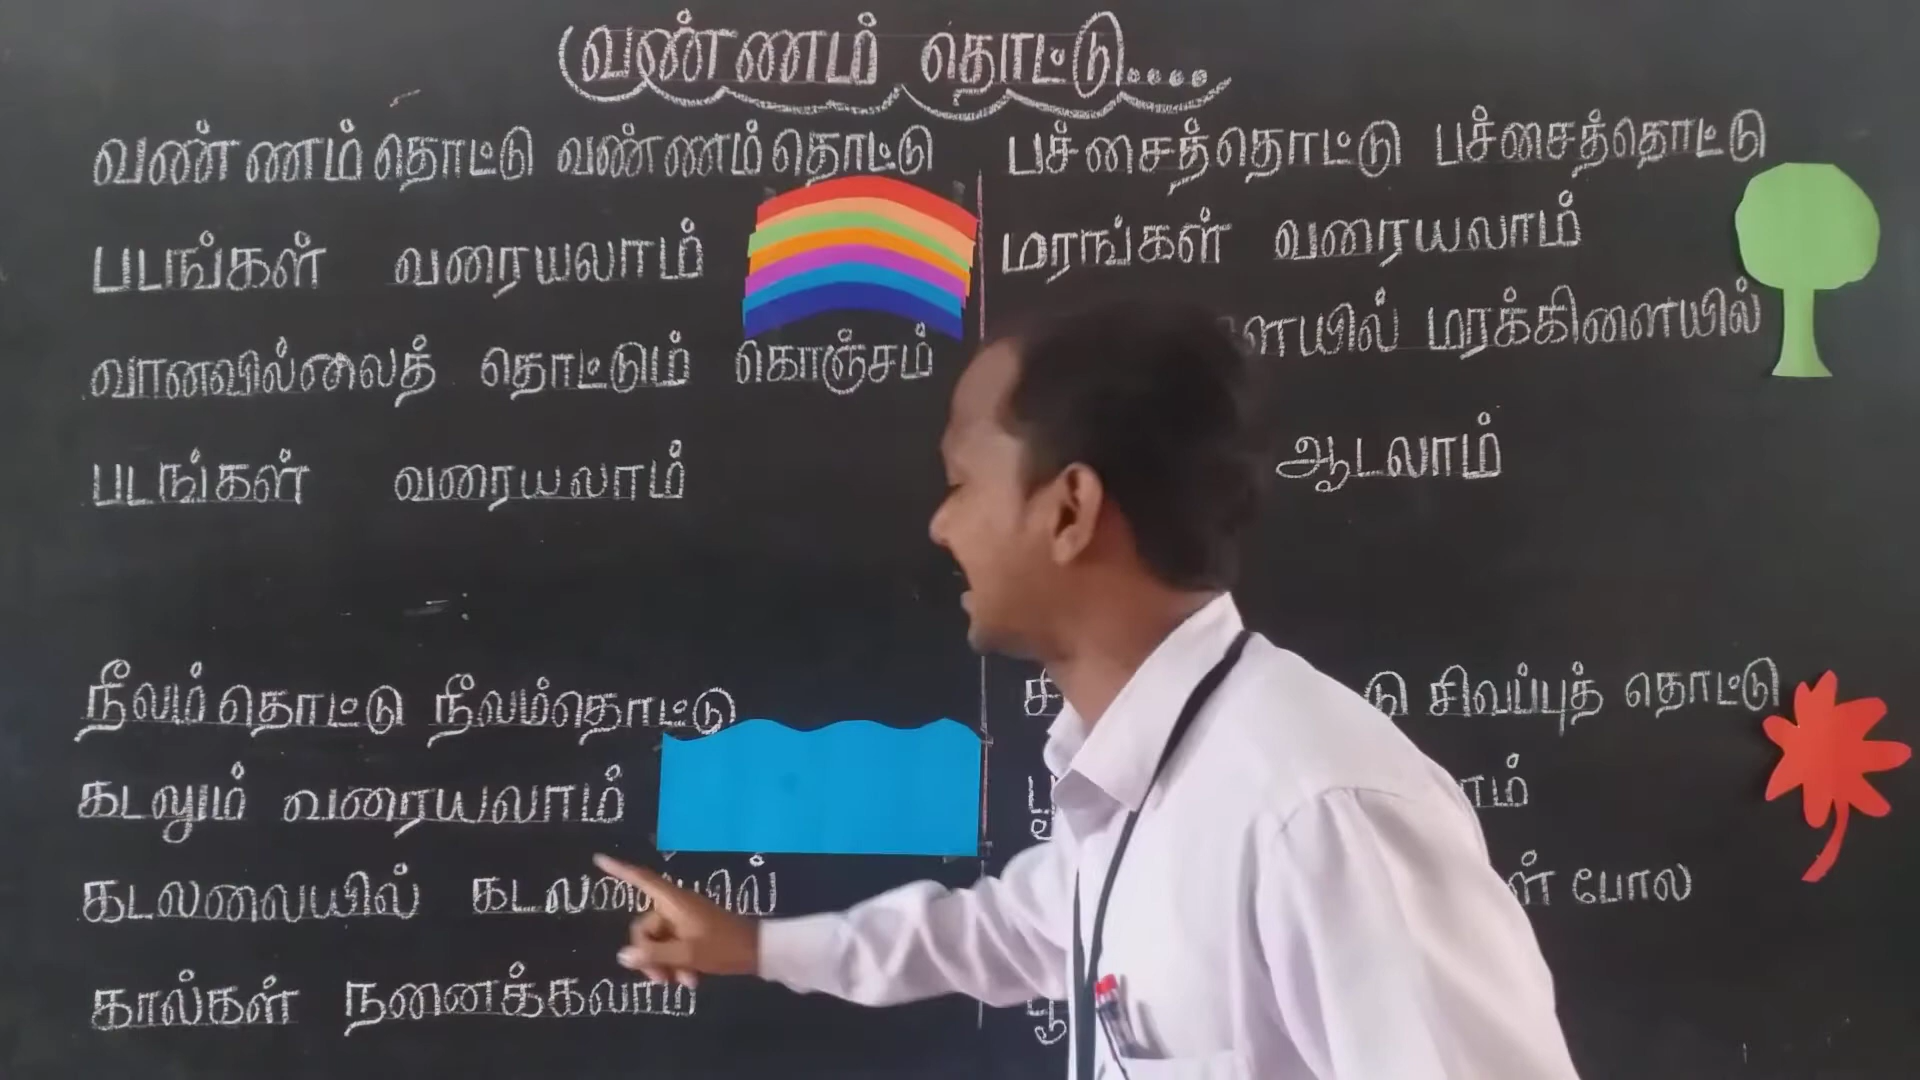 வண்ணம் தொட்டு....
வண்ணம்தொட்டு வண்ணம்தொட்டு
படங்கள் வரையலாம்
வானவில்லைத் தொட்டும் கொஞ்சம்
படங்கள் வரையலாம்
பச்சைத்தொட்டு பச்சைத்தொட்டு
மரங்கள் வரையலாம்
மரக்கிளையில்
ஆடலாம்
நீலம்தொட்டு நீலம்தொட்டு
கடலும் வரையலாம்
கடலலையில் கடலலையில்
கால்கள் நனைக்கலாம்
சிவப்புத் தொட்டு
போல